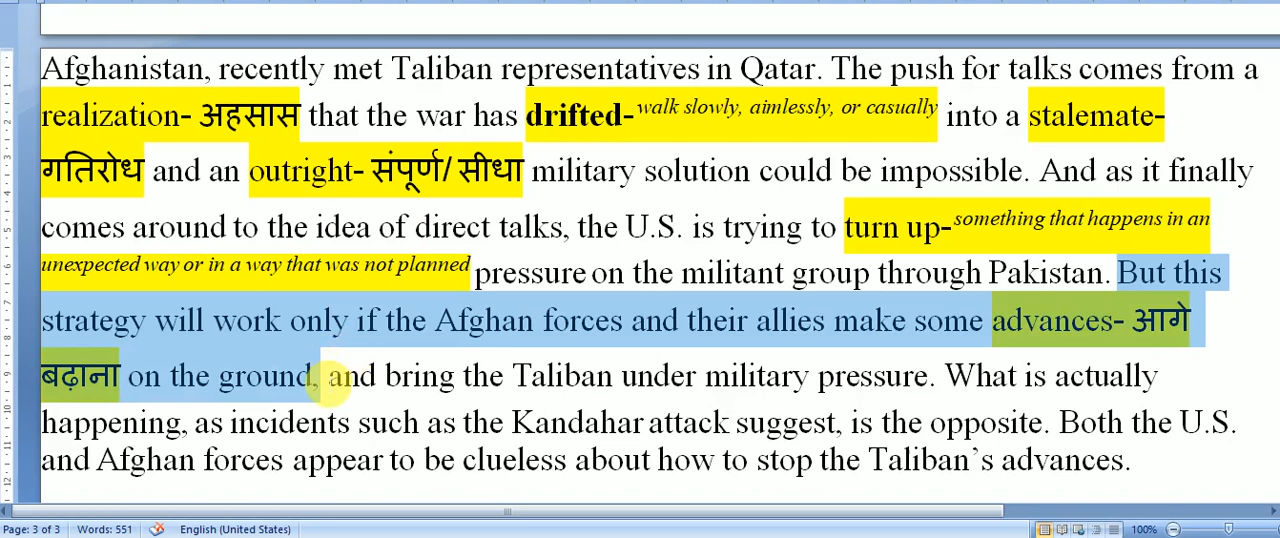 Afghanistan, recently met Taliban representatives in Qatar. The push for talks comes from a
realization- अहसास that the war has drifted-walk slowly, aimlessly, or casually into a stalemate-
गतिरोध and an outright- संपूर्ण/ सीधा military solution could be impossible. And as it finally
comes around to the idea of direct talks, the U.S. is trying to turn up-something that happens in an
unexpected way or in a way that was not planned pressure on the militant group through Pakistan. But this
strategy will work only if the Afghan forces and their allies make some advances- आगे
बढ़ाना on the ground, and bring the Taliban under military pressure. What is actually
happening, as incidents such as the Kandahar attack suggest, is the opposite. Both the U.S.
and Afghan forces appear to be clueless about how to stop the Taliban’s advances.
Page: 3 of 3 Words: 551 English (United States) 100%